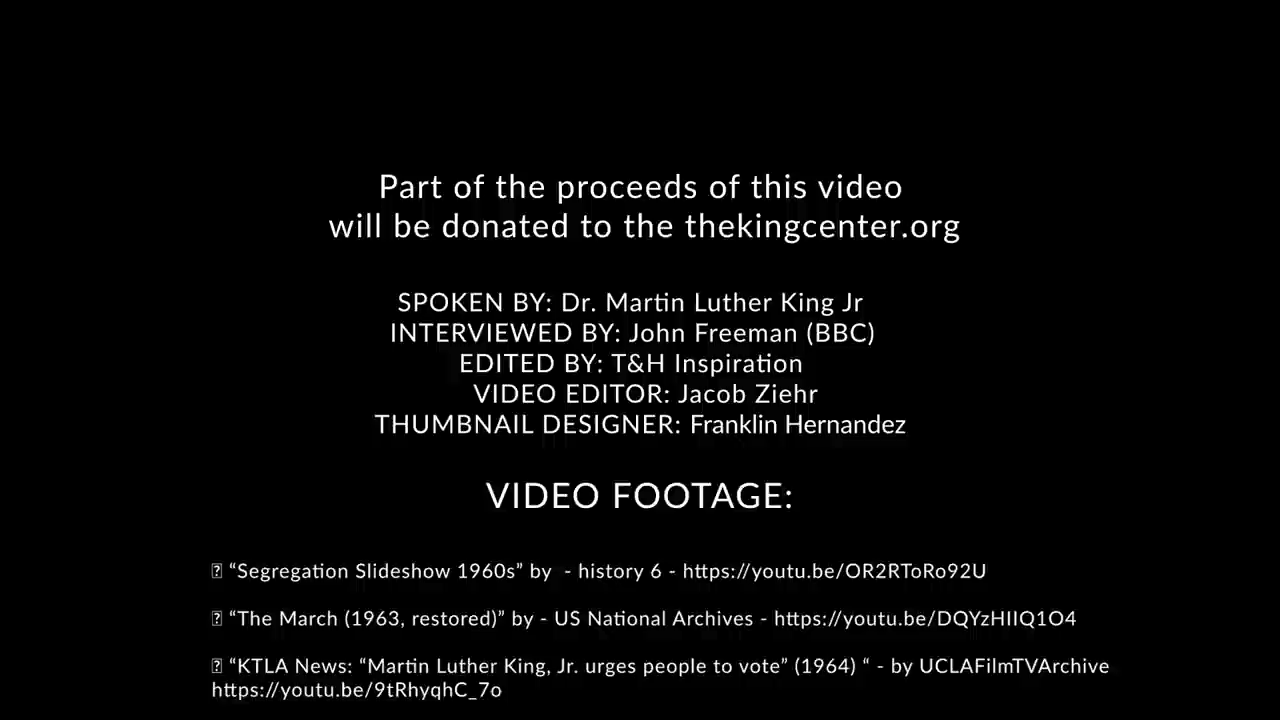 Part of the proceeds of this video
will be donated to the thekingcenter.org
SPOKEN BY: Dr. Martin Luther King Jr
INTERVIEWED BY: John Freeman (BBC)
EDITED BY: T&H Inspiration
VIDEO EDITOR: Jacob Ziehr
THUMBNAIL DESIGNER: Franklin Hernandez
VIDEO FOOTAGE:
“Segregation Slideshow 1960s” by  - history 6 - https://youtu.be/OR2RToRo92U
“The March (1963, restored)” by - US National Archives - https://youtu.be/DQYzHIIQ1O4
“KTLA News: “Martin Luther King, Jr. urges people to vote” (1964) “ - by UCLAFilmTVArchive
https://youtu.be/9tRhyqhC_7o